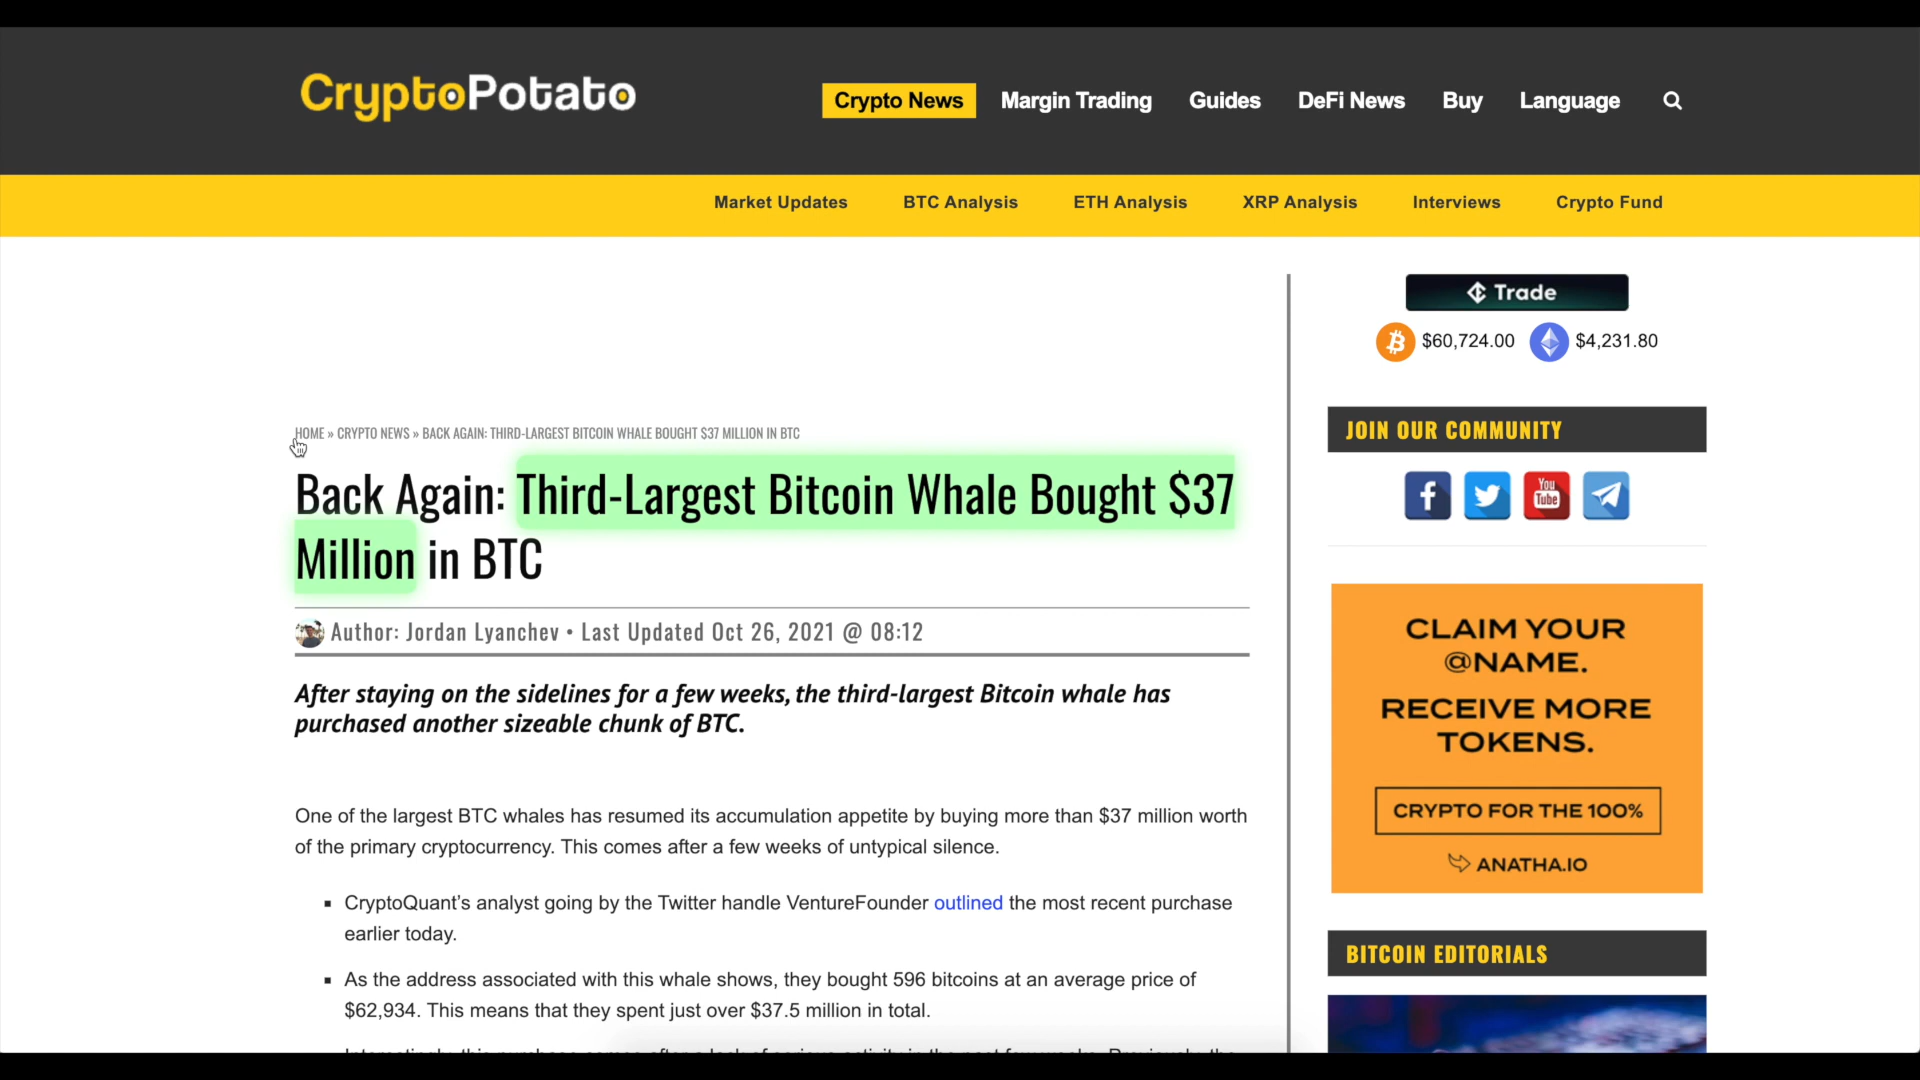 CryptoPotato
Crypto News Margin Trading Guides DeFi News Buy Language
Market Updates BTC Analysis ETH Analysis XRP Analysis Interviews Crypto Fund
Trade
$60,724.00 $4,231.80
HOME » CRYPTO NEWS » BACK AGAIN: THIRD-LARGEST BITCOIN WHALE BOUGHT $37 MILLION IN BTC
Back Again: Third-Largest Bitcoin Whale Bought $37
Million in BTC
Author: Jordan Lyanchev • Last Updated Oct 26, 2021 @ 08:12
After staying on the sidelines for a few weeks, the third-largest Bitcoin whale has
purchased another sizeable chunk of BTC.
One of the largest BTC whales has resumed its accumulation appetite by buying more than $37 million worth
of the primary cryptocurrency. This comes after a few weeks of untypical silence.
▪ CryptoQuant’s analyst going by the Twitter handle VentureFounder outlined the most recent purchase
earlier today.
▪ As the address associated with this whale shows, they bought 596 bitcoins at an average price of
$62,934. This means that they spent just over $37.5 million in total.
JOIN OUR COMMUNITY
You
Tube
CLAIM YOUR
@NAME.
RECEIVE MORE
TOKENS.
CRYPTO FOR THE 100%
ANATHA.IO
BITCOIN EDITORIALS